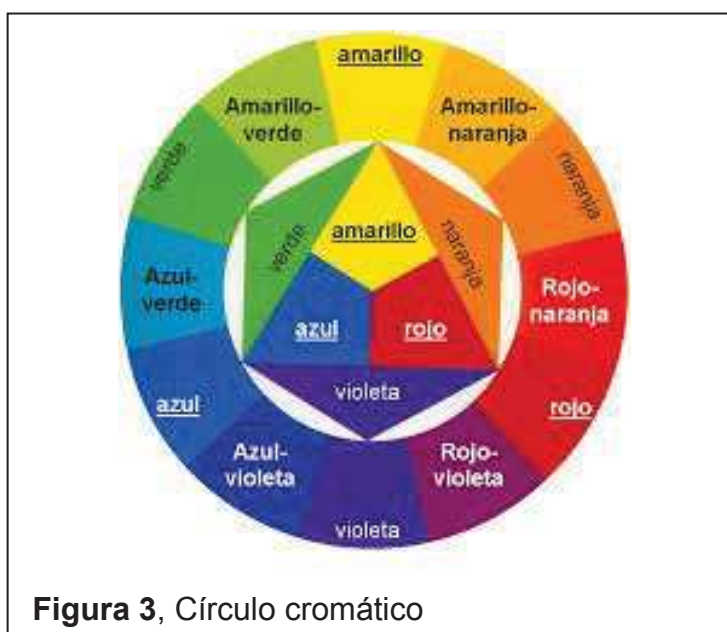 amarillo
Amarillo-
naranja
naranja
Rojo-
naranja
rojo
Rojo-
violeta
violeta
Azul-
violeta
azul
Azul-
verde
verde
Amarillo-
verde
amarillo
naranja
rojo
violeta
azul
verde
Figura 3, Círculo cromático